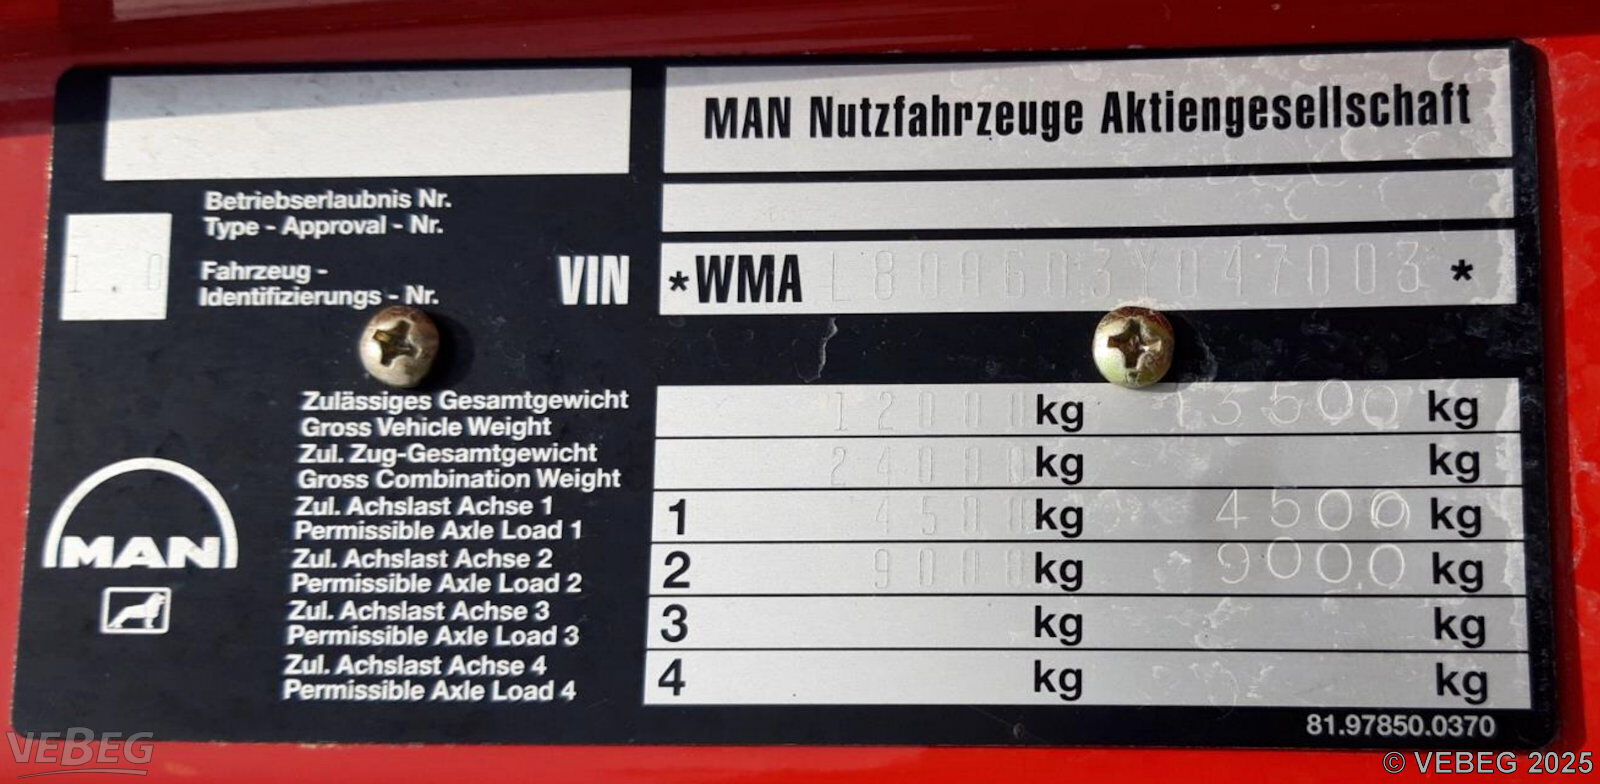 MAN Nutzfahrzeuge Aktiengesellschaft
Betriebserlaubnis Nr.
Type - Approval - Nr.
1.0
Fahrzeug -
Identifizierungs - Nr.
VIN *WMA *
Zulässiges Gesamtgewicht
Gross Vehicle Weight
12000 kg 13500 kg
Zul. Zug-Gesamtgewicht
Gross Combination Weight
24000 kg kg
Zul. Achslast Achse 1
Permissible Axle Load 1
1 4500 kg 4500 kg
Zul. Achslast Achse 2
Permissible Axle Load 2
2 9000 kg 9000 kg
Zul. Achslast Achse 3
Permissible Axle Load 3
3 kg kg
Zul. Achslast Achse 4
Permissible Axle Load 4
4 kg kg
MAN
81.97850.0370
VEBEG
© VEBEG 2025